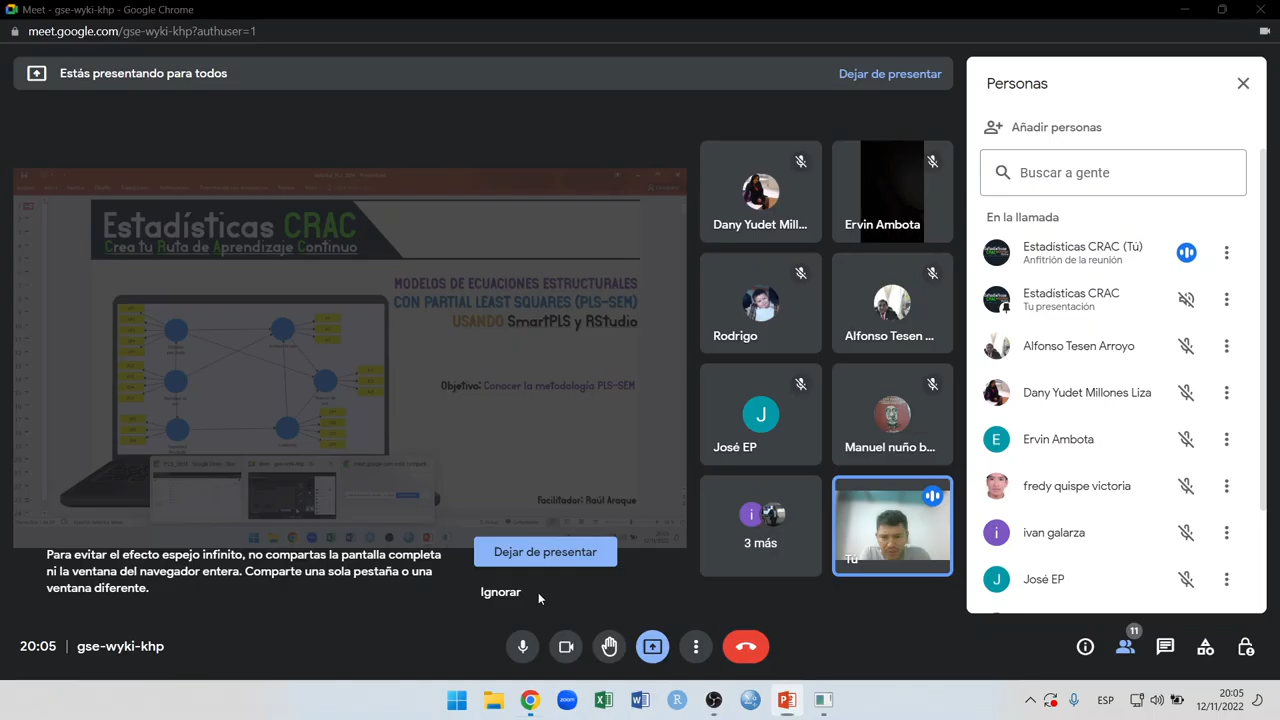 Meet - gse-wyki-khp - Google Chrome
meet.google.com/gse-wyki-khp?authuser=1
Estás presentando para todos
Dejar de presentar
Estadísticas CRAC
Crea tu Ruta de Aprendizaje Continuo
MODELOS DE ECUACIONES ESTRUCTURALES
CON PARTIAL LEAST SQUARES (PLS-SEM)
USANDO SmartPLS y RStudio
Objetivo: Conocer la metodología PLS-SEM
Facilitador: Raúl Araque
Para evitar el efecto espejo infinito, no compartas la pantalla completa
ni la ventana del navegador entera. Comparte una sola pestaña o una
ventana diferente.
Dejar de presentar
Ignorar
Dany Yudet Mill...
Ervin Ambota
Rodrigo
Alfonso Tesen ...
J
José EP
Manuel nuño b...
i
3 más
Tú
Personas
Añadir personas
Buscar a gente
En la llamada
Estadísticas CRAC (Tú)
Anfitrión de la reunión
Estadísticas CRAC
Tu presentación
Alfonso Tesen Arroyo
Dany Yudet Millones Liza
E
Ervin Ambota
fredy quispe victoria
i
ivan galarza
J
José EP
20:05 | gse-wyki-khp
11
ESP
20:05
12/11/2022